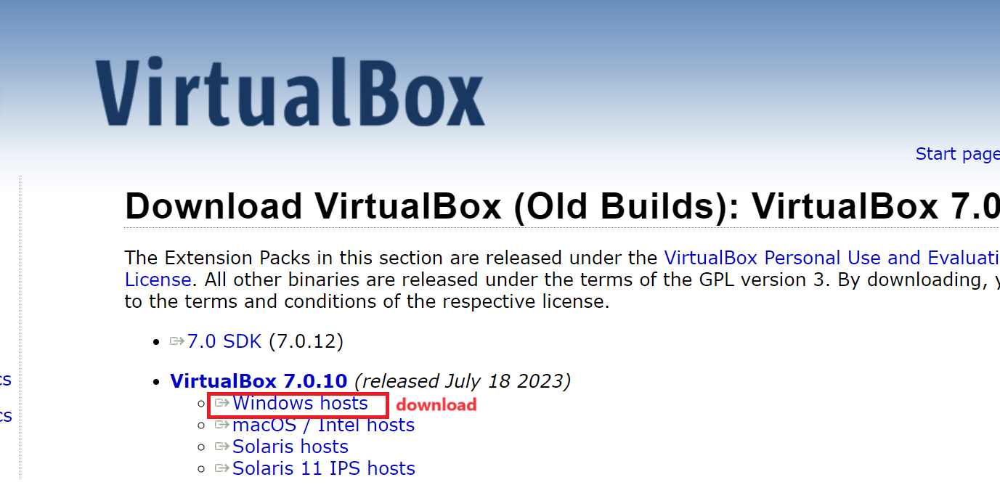 VirtualBox
Start page
Download VirtualBox (Old Builds): VirtualBox 7.0
The Extension Packs in this section are released under the VirtualBox Personal Use and Evaluati
License. All other binaries are released under the terms of the GPL version 3. By downloading, y
to the terms and conditions of the respective license.
7.0 SDK (7.0.12)
cs
VirtualBox 7.0.10 (released July 18 2023)
Windows hosts download
cs
macOS / Intel hosts
Solaris hosts
Solaris 11 IPS hosts